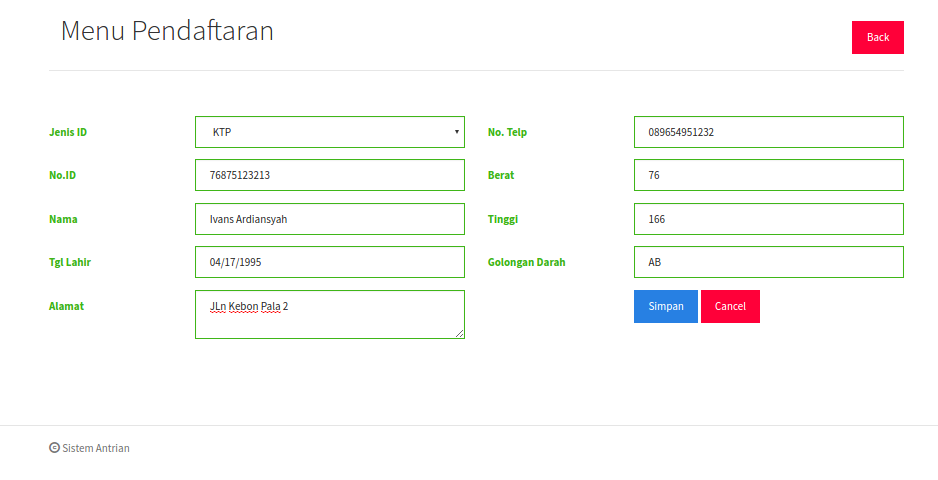 Menu Pendaftaran
Back
Jenis ID
KTP
No. Telp
089654951232
No.ID
76875123213
Berat
76
Nama
Ivans Ardiansyah
Tinggi
166
Tgl Lahir
04/17/1995
Golongan Darah
AB
Alamat
JLn Kebon Pala 2
Simpan
Cancel
© Sistem Antrian